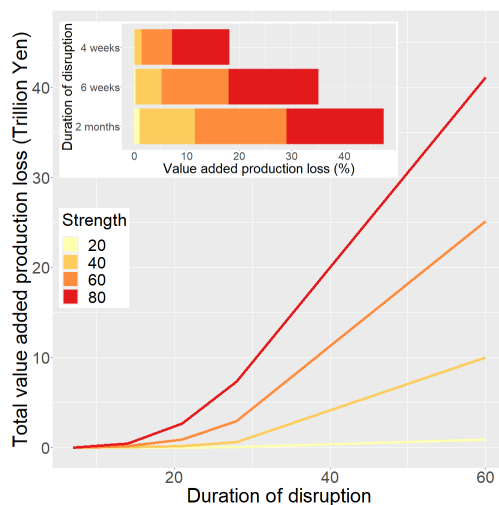 Duration of disruption
4 weeks
6 weeks
2 months
0
10
20
30
40
Value added production loss (%)
Total value added production loss (Trillion Yen)
40
30
20
10
0
Strength
20
40
60
80
20
40
60
Duration of disruption